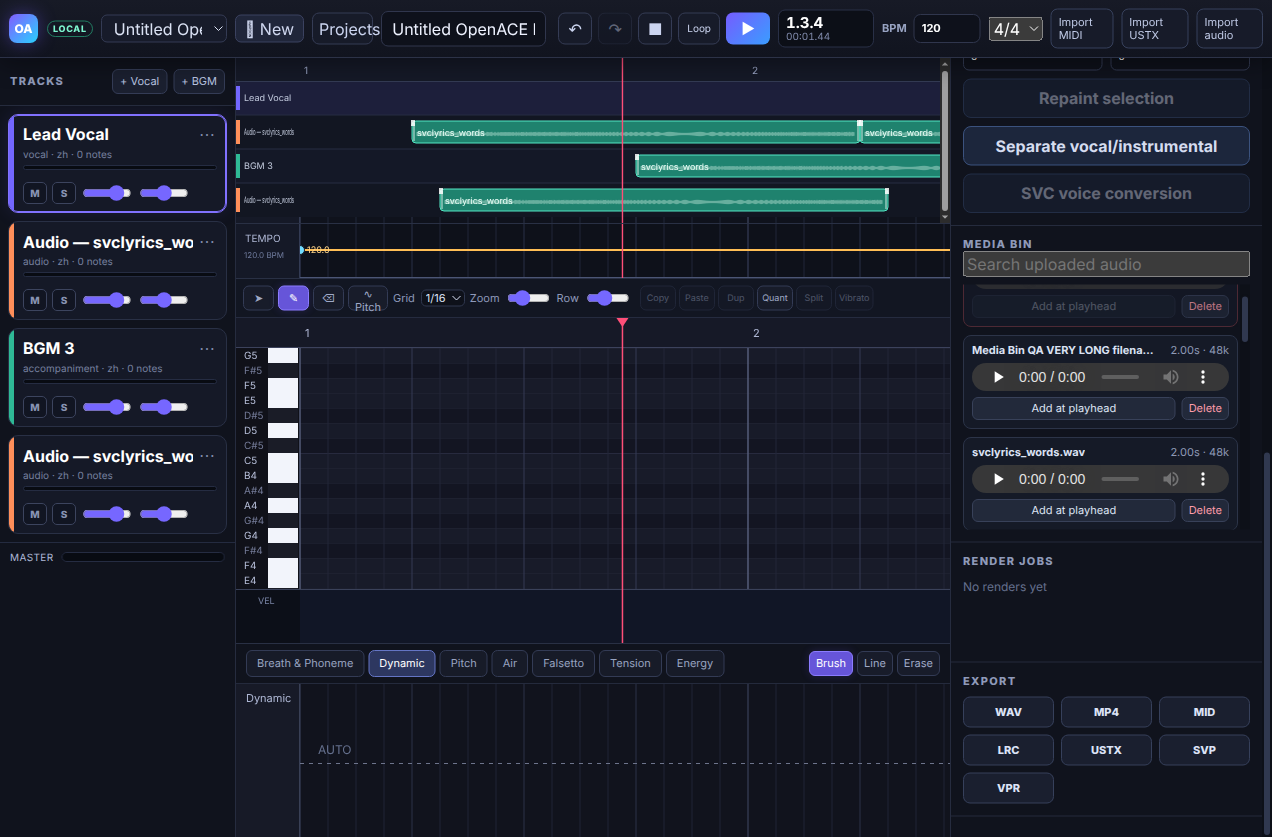 OA LOCAL Untitled Ope New Projects Untitled OpenACE Loop 1.3.4 BPM 120 4/4 Import MIDI Import USTX Import audio
00:01.44
TRACKS + Vocal + BGM
Lead Vocal ...
vocal · zh · 0 notes
M S
Audio — svclyrics_wo ...
audio · zh · 0 notes
M S
BGM 3 ...
accompaniment · zh · 0 notes
M S
Audio — svclyrics_wo ...
audio · zh · 0 notes
M S
MASTER
1 2
Lead Vocal
Audio — svclyrics_words svclyrics_words svclyrics_words
BGM 3 svclyrics_words
Audio — svclyrics_words svclyrics_words
TEMPO
120.0 BPM
120.0
Pitch Grid 1/16 Zoom Row Copy Paste Dup Quant Split Vibrato
1 2
G5
F#5
F5
E5
D#5
D5
C#5
C5
B4
A#4
A4
G#4
G4
F#4
F4
E4
VEL
Breath & Phoneme Dynamic Pitch Air Falsetto Tension Energy Brush Line Erase
Dynamic
AUTO
Repaint selection
Separate vocal/instrumental
SVC voice conversion
MEDIA BIN
Search uploaded audio
Add at playhead Delete
Media Bin QA VERY LONG filena... 2.00s · 48k
0:00 / 0:00
Add at playhead Delete
svclyrics_words.wav 2.00s · 48k
0:00 / 0:00
Add at playhead Delete
RENDER JOBS
No renders yet
EXPORT
WAV MP4 MID
LRC USTX SVP
VPR